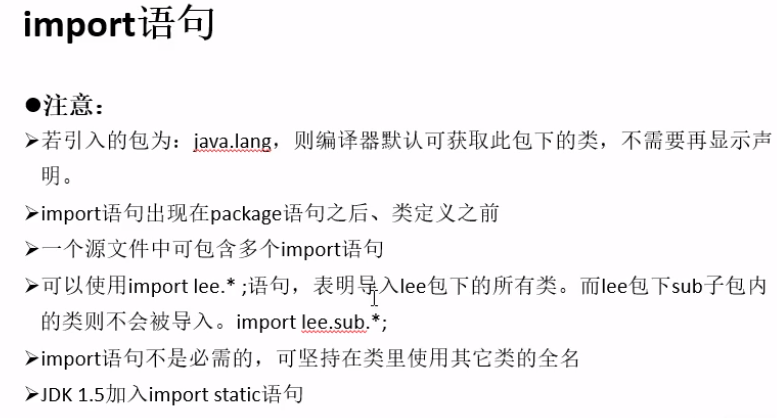 import语句
●注意：
➢若引入的包为：java.lang，则编译器默认可获取此包下的类，不需要再显示声
明。
➢import语句出现在package语句之后、类定义之前
➢一个源文件中可包含多个import语句
➢可以使用import lee.* ;语句，表明导入lee包下的所有类。而lee包下sub子包内
的类则不会被导入。import lee.sub.*;
➢import语句不是必需的，可坚持在类里使用其它类的全名
➢JDK 1.5加入import static语句